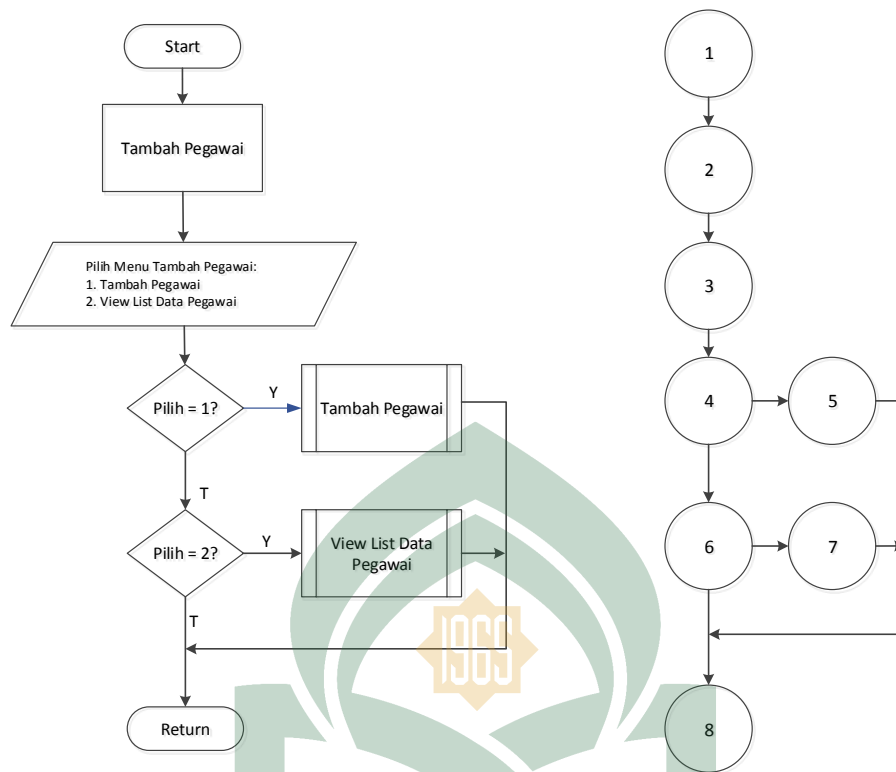 Start
Tambah Pegawai
Pilih Menu Tambah Pegawai:
1. Tambah Pegawai
2. View List Data Pegawai
Pilih = 1?
Y
Tambah Pegawai
T
Pilih = 2?
Y
View List Data
Pegawai
T
Return
1965
1
2
3
4
5
6
7
8